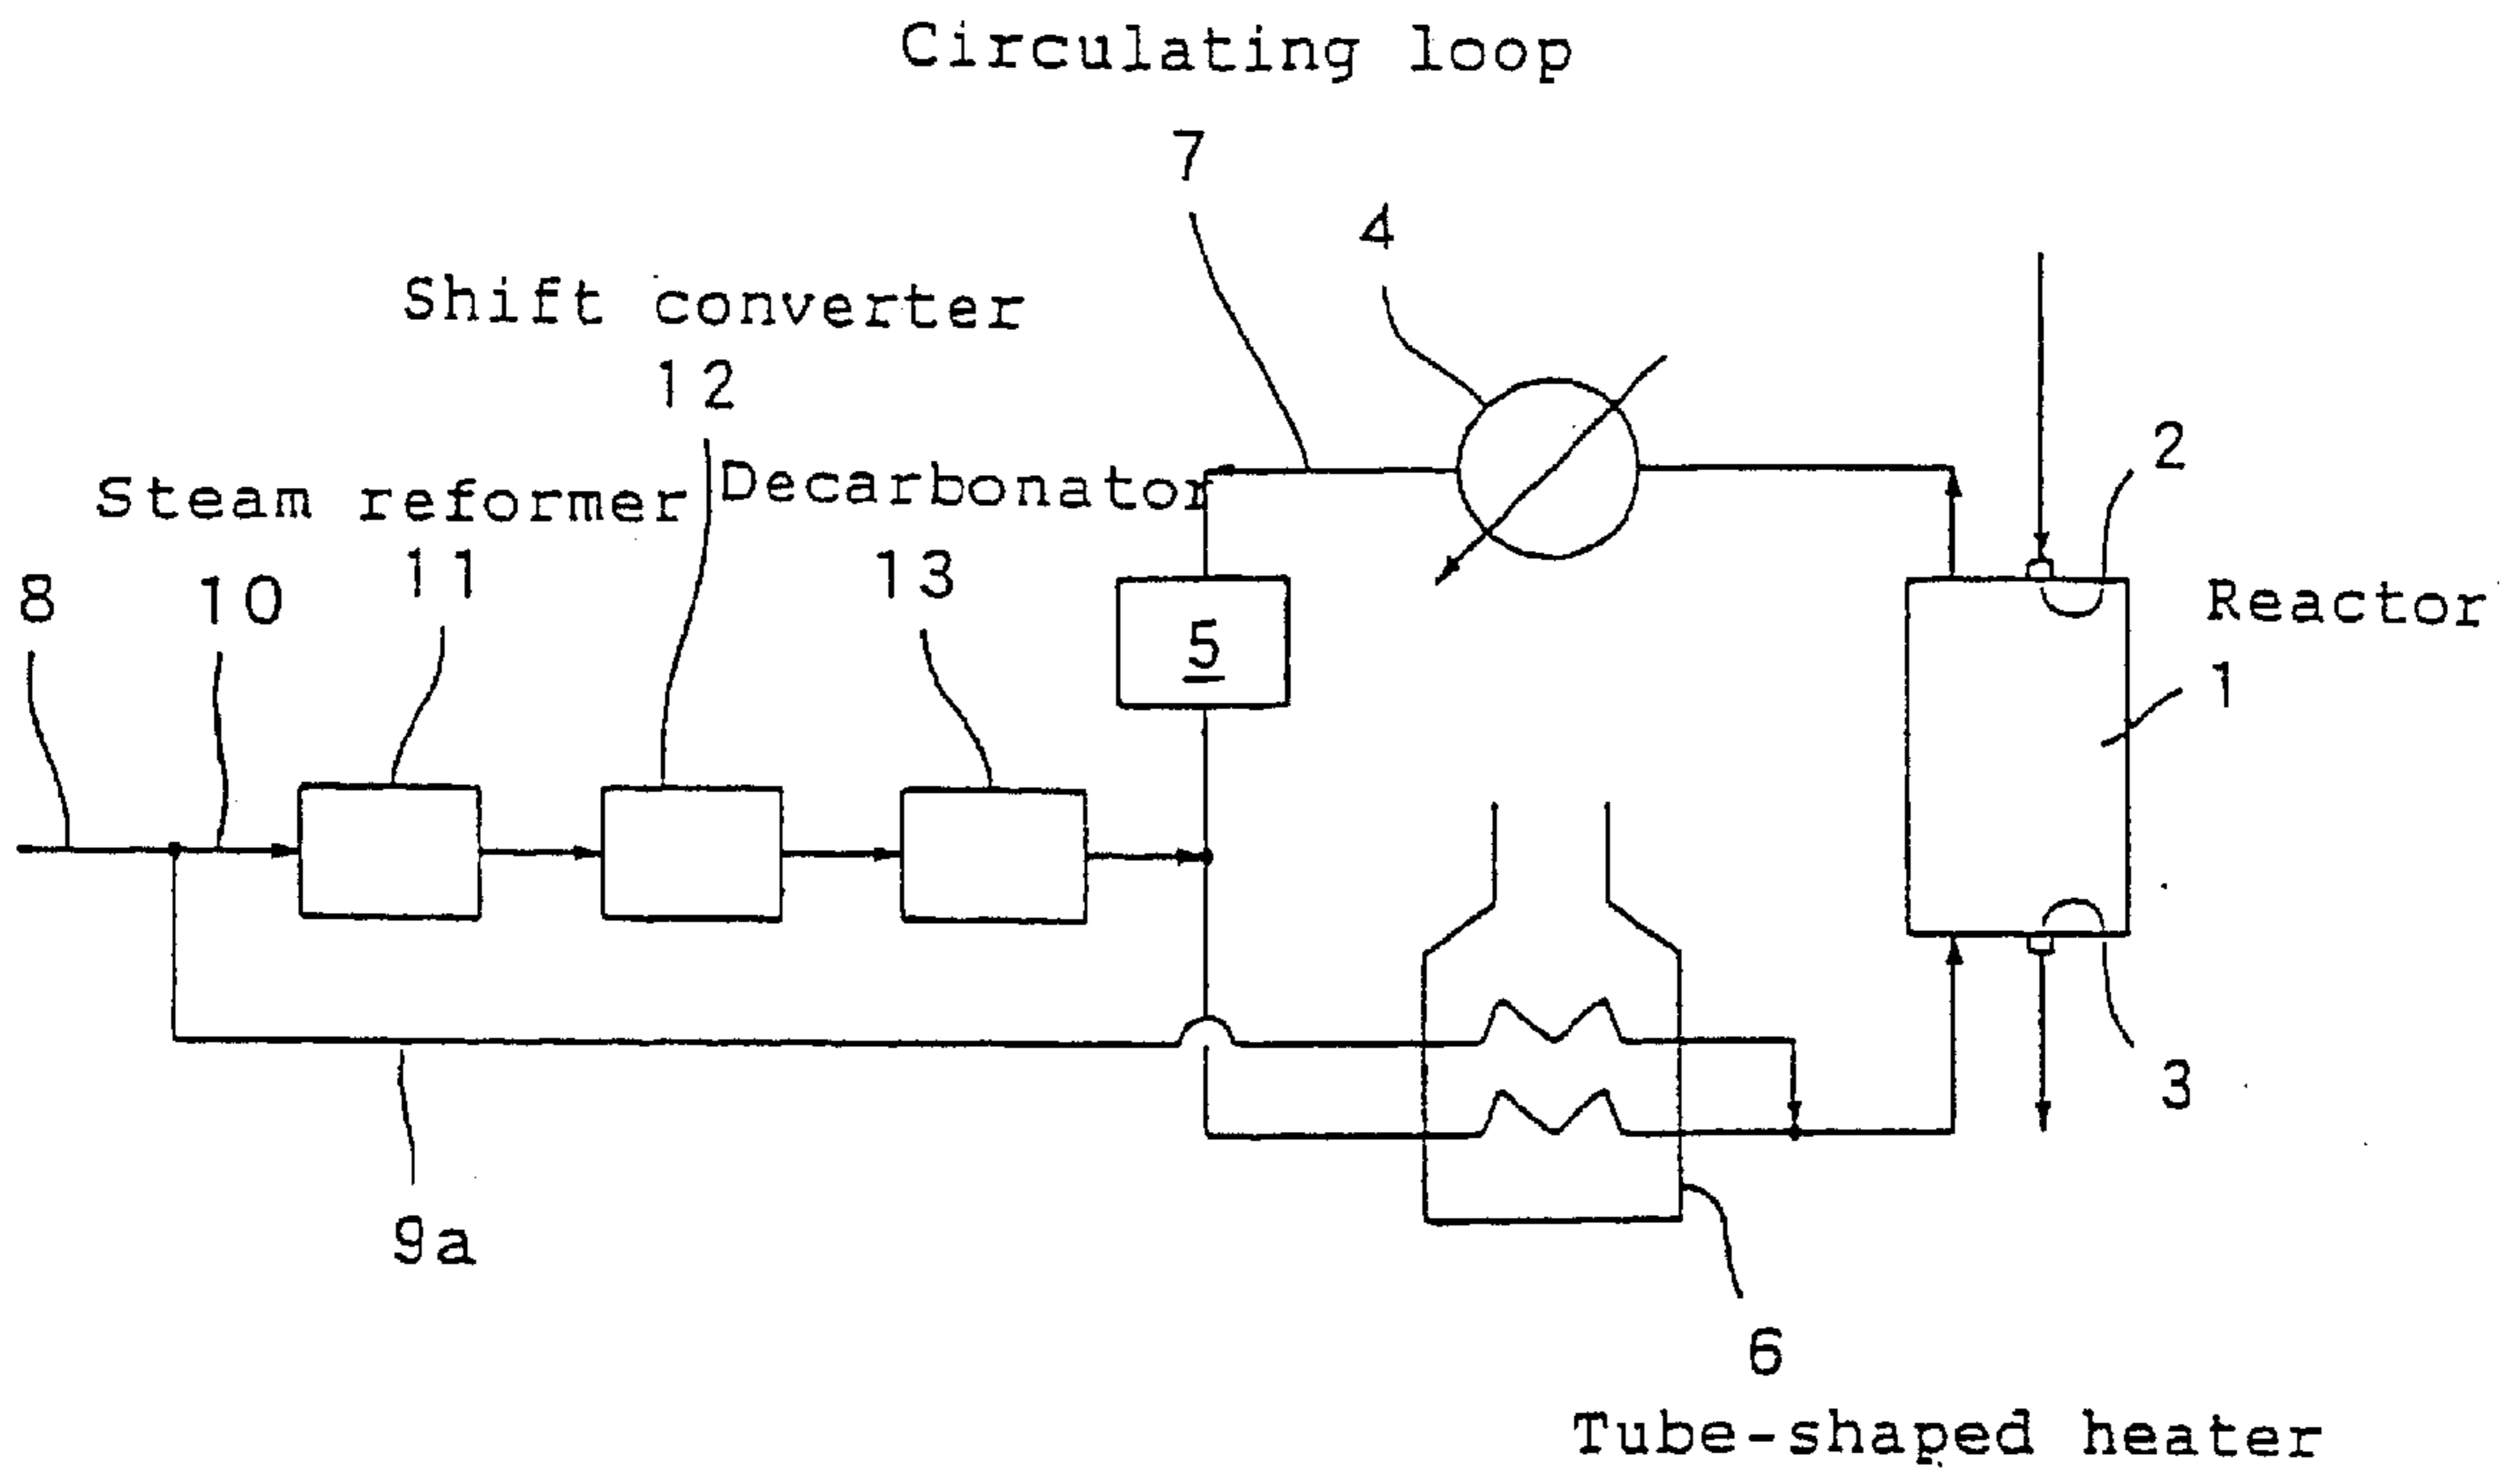 Circulating loop
7
4
Shift converter
12
2
Steam reformer
Decarbonator
11
13
8
10
Reactor
5
1
3
9a
6
Tube-shaped heater